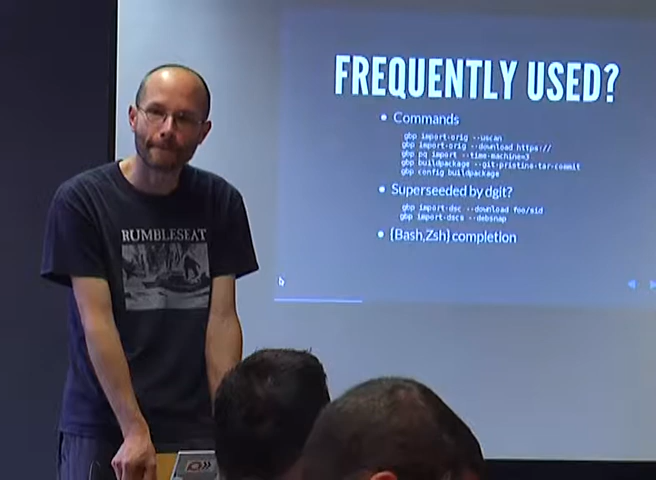 FREQUENTLY USED?
Commands
gbp import-orig --uscan
gbp import-orig --download https://
gbp pq import --time-machine=3
gbp buildpackage --git-pristine-tar-commit
gbp config buildpackage
Superseeded by dgit?
gbp import-dsc --download foo/sid
gbp import-dscs --debsnap
{Bash,Zsh} completion
RUMBLESEAT